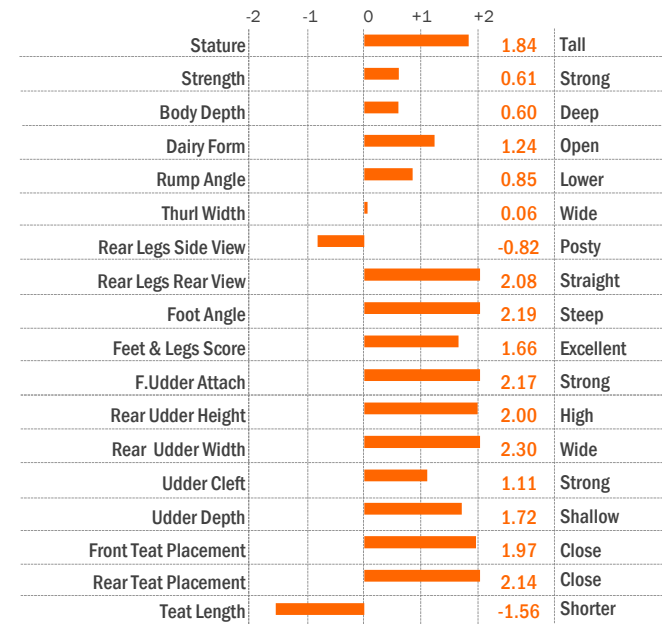 -2 -1 0 +1 +2
Stature 1.84 Tall
Strength 0.61 Strong
Body Depth 0.60 Deep
Dairy Form 1.24 Open
Rump Angle 0.85 Lower
Thurl Width 0.06 Wide
Rear Legs Side View -0.82 Posty
Rear Legs Rear View 2.08 Straight
Foot Angle 2.19 Steep
Feet & Legs Score 1.66 Excellent
F.Udder Attach 2.17 Strong
Rear Udder Height 2.00 High
Rear Udder Width 2.30 Wide
Udder Cleft 1.11 Strong
Udder Depth 1.72 Shallow
Front Teat Placement 1.97 Close
Rear Teat Placement 2.14 Close
Teat Length -1.56 Shorter